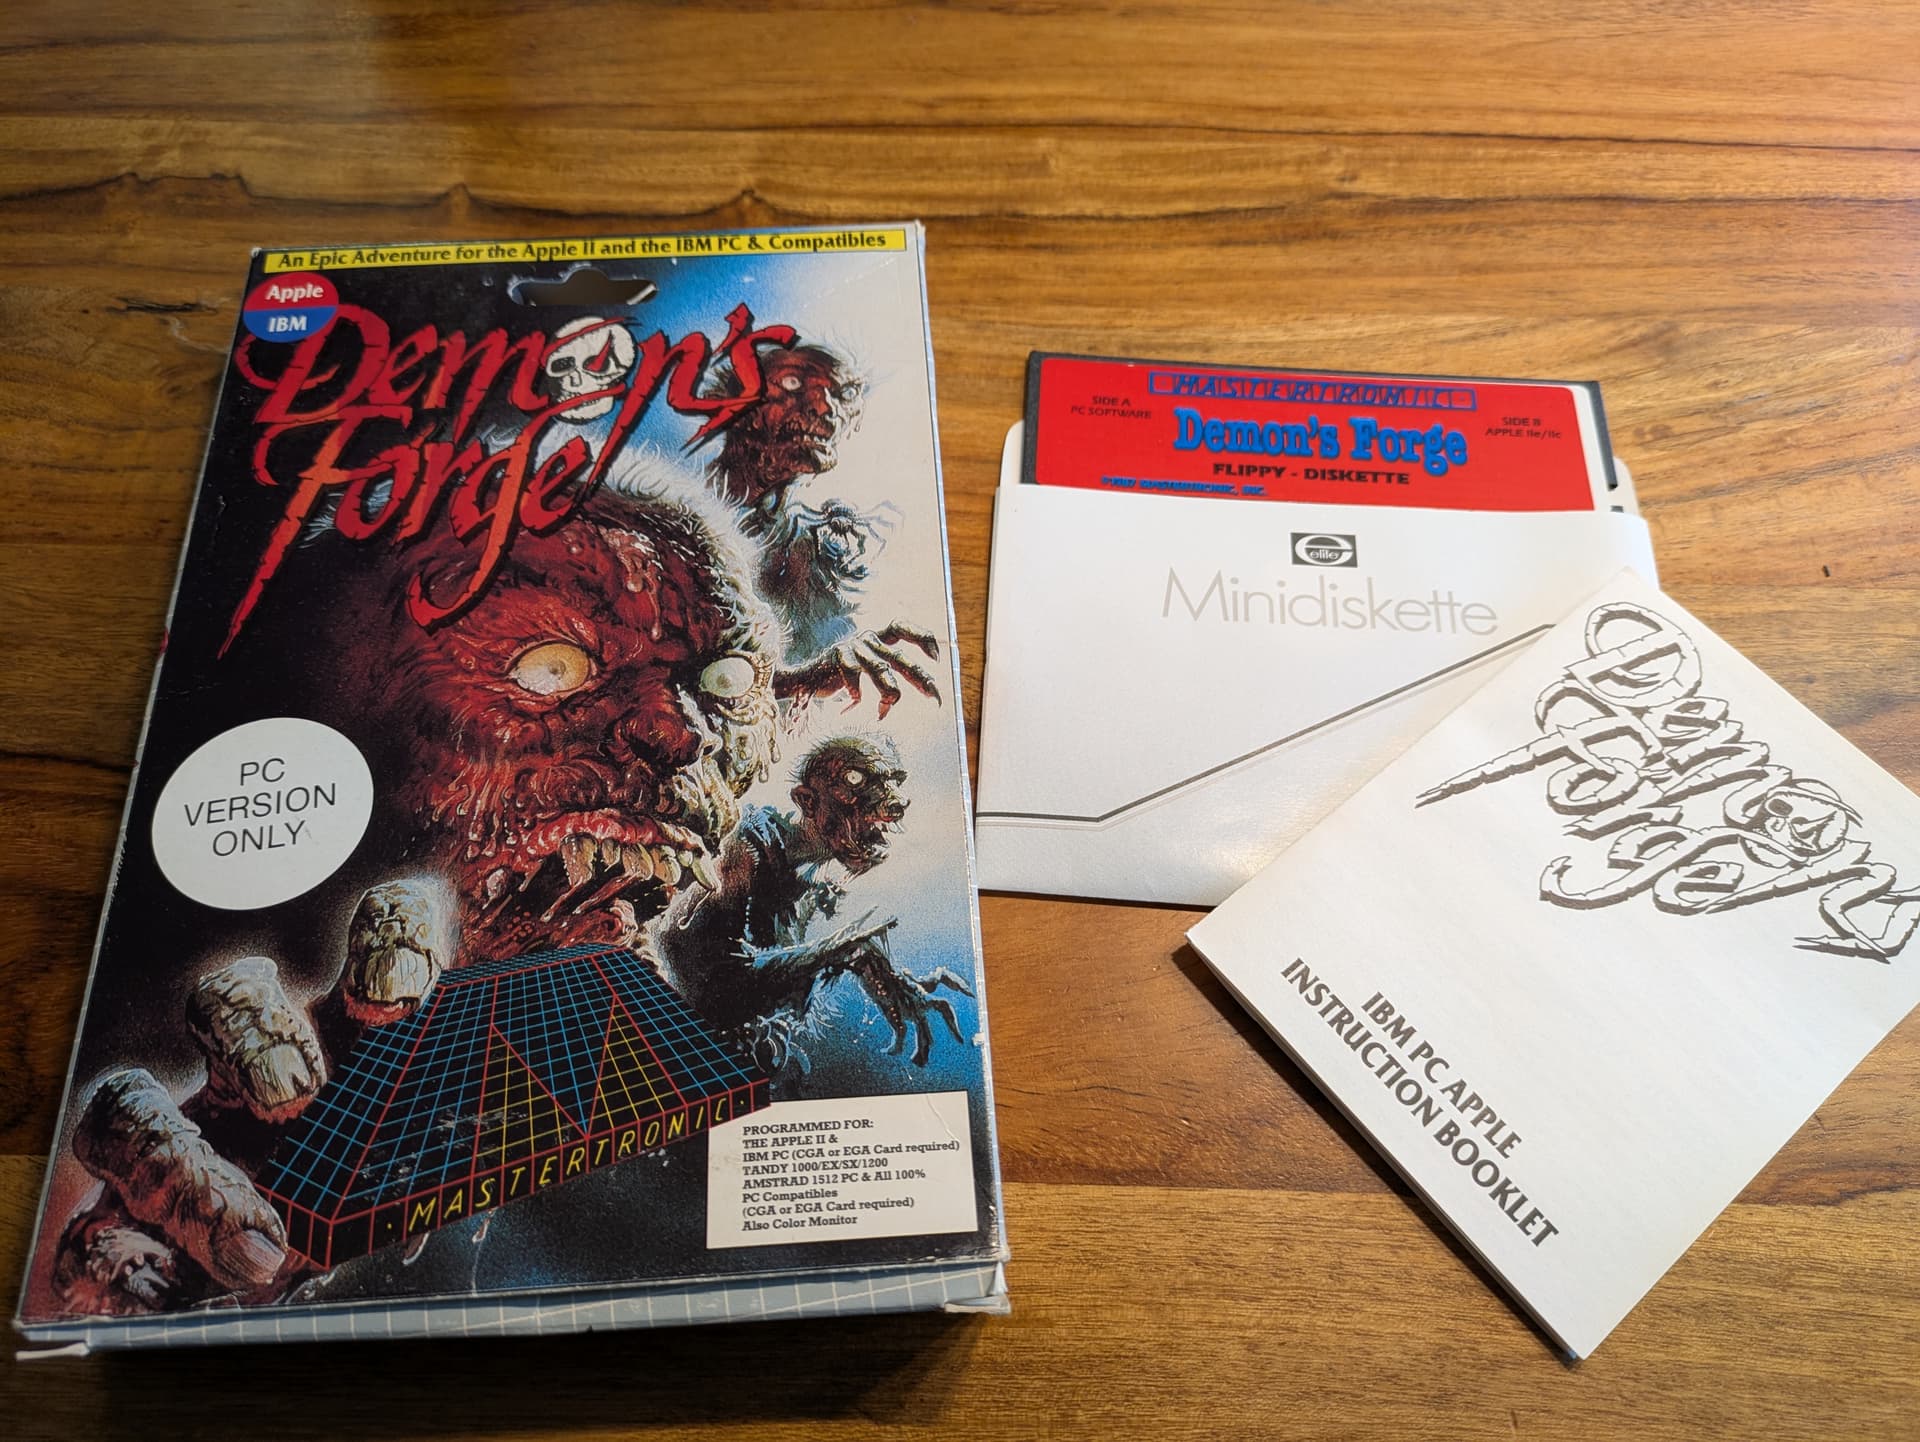 An Epic Adventure for the Apple II and the IBM PC & Compatibles
Apple
IBM
Demon's
Forge
PC
VERSION
ONLY
·MASTERTRONIC·
PROGRAMMED FOR:
THE APPLE II &
IBM PC (CGA or EGA Card required)
TANDY 1000/EX/SX/1200
AMSTRAD 1512 PC & All 100%
PC Compatibles
(CGA or EGA Card required)
Also Color Monitor
MASTERTRONIC
SIDE A
PC SOFTWARE
Demon's Forge
SIDE B
APPLE IIe/IIc
FLIPPY - DISKETTE
©1987 MASTERTRONIC, INC.
elite
Minidiskette
Demon's
Forge
IBM PC APPLE
INSTRUCTION BOOKLET